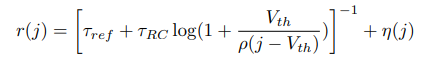 r(j) = [τ_ref + τ_RC log(1 + V_th / ρ(j − V_th))]^−1 + η(j)